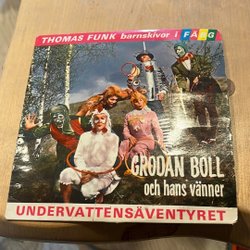 THOMAS FUNK barnskivor i FÄRG
GRODAN BOLL
och hans vänner
UNDERVATTENSÄVENTYRET